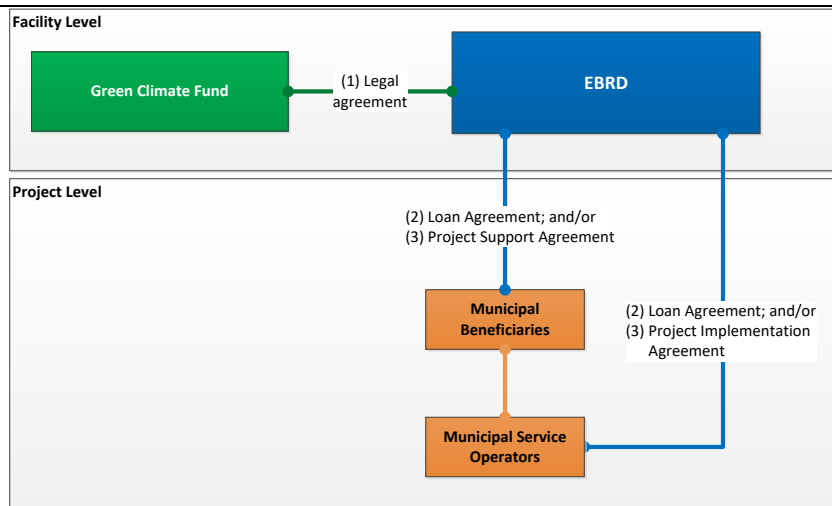 Facility Level
Green Climate Fund
(1) Legal
agreement
EBRD
Project Level
(2) Loan Agreement; and/or
(3) Project Support Agreement
Municipal
Beneficiaries
(2) Loan Agreement; and/or
(3) Project Implementation
Agreement
Municipal Service
Operators